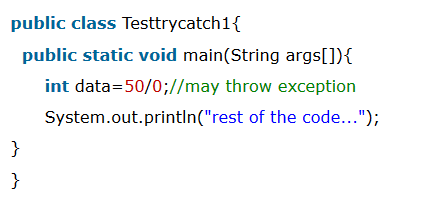 public class Testtrycatch1{
public static void main(String args[]){
int data=50/0;//may throw exception
System.out.println("rest of the code...");
}
}